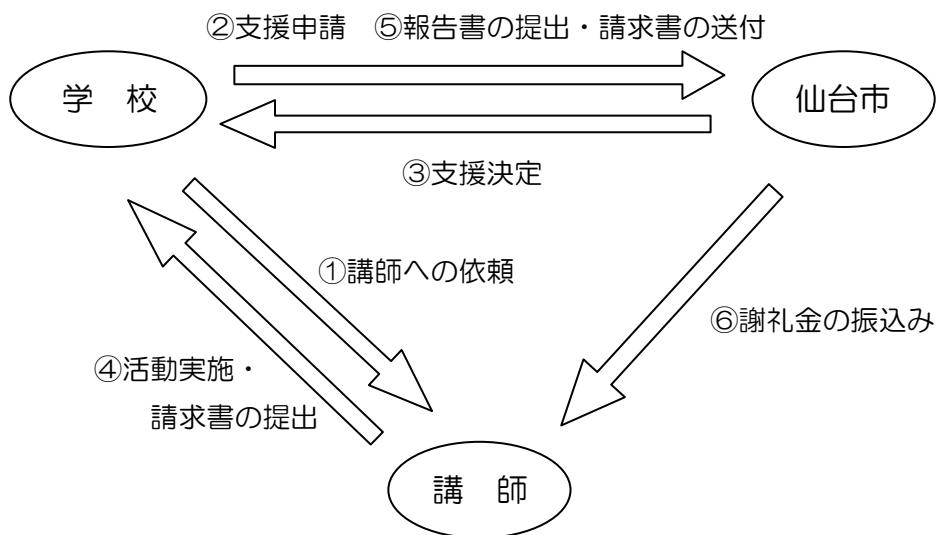 ②支援申請　⑤報告書の提出・請求書の送付
学　校
仙台市
③支援決定
①講師への依頼
⑥謝礼金の振込み
④活動実施・
請求書の提出
講　師